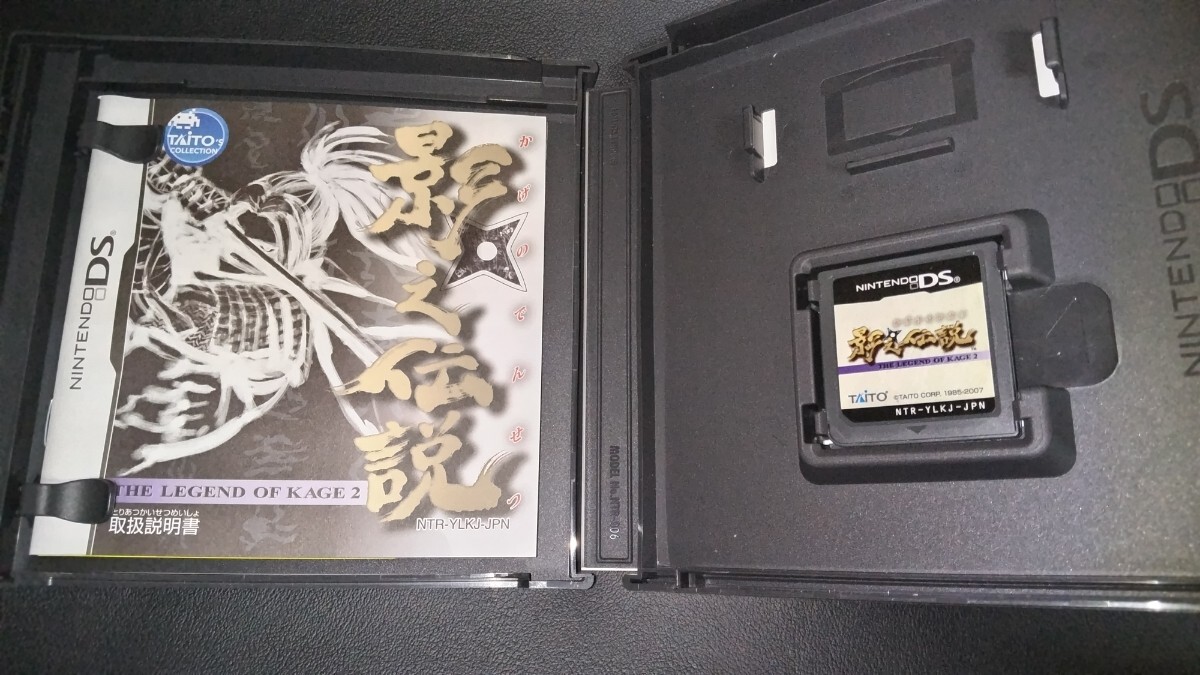 TAITO'S
COLLECTION
影之伝説
かげのでんせつ
NINTENDO DS®
THE LEGEND OF KAGE 2
NTR-YLKJ-JPN
とりあつかいせつめいしょ
取扱説明書
NINTENDO DS
NINTENDO DS®
影之伝説™
THE LEGEND OF KAGE 2
TAITO®
©TAITO CORP. 1985-2007
NTR-YLKJ-JPN